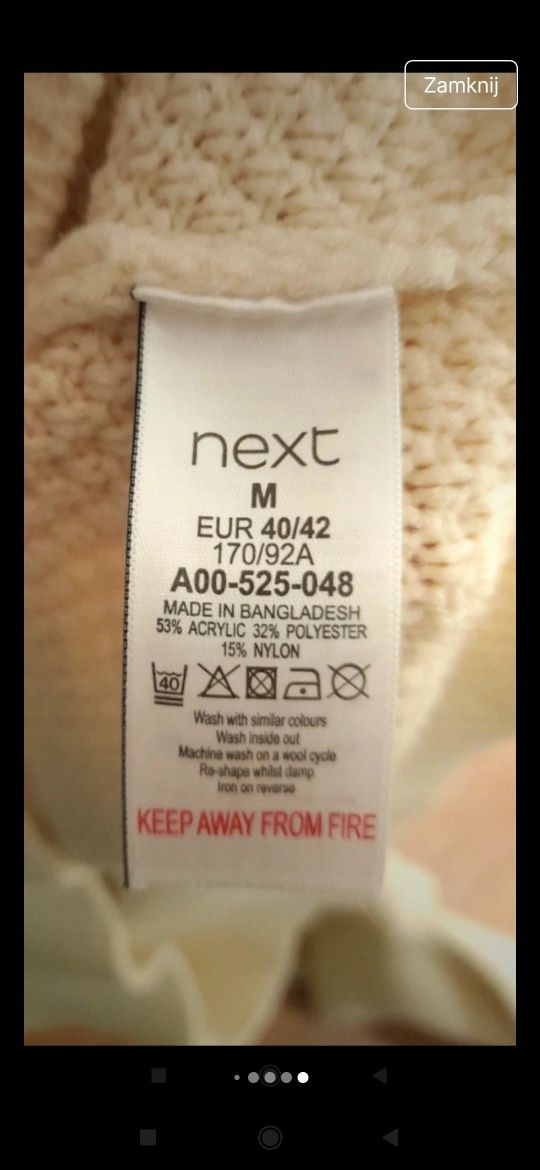 Zamknij
next
M
EUR 40/42
170/92A
A00-525-048
MADE IN BANGLADESH
53% ACRYLIC 32% POLYESTER
15% NYLON
40
Wash with similar colours
Wash inside out
Machine wash on a wool cycle
Re-shape whilst damp
Iron on reverse
KEEP AWAY FROM FIRE